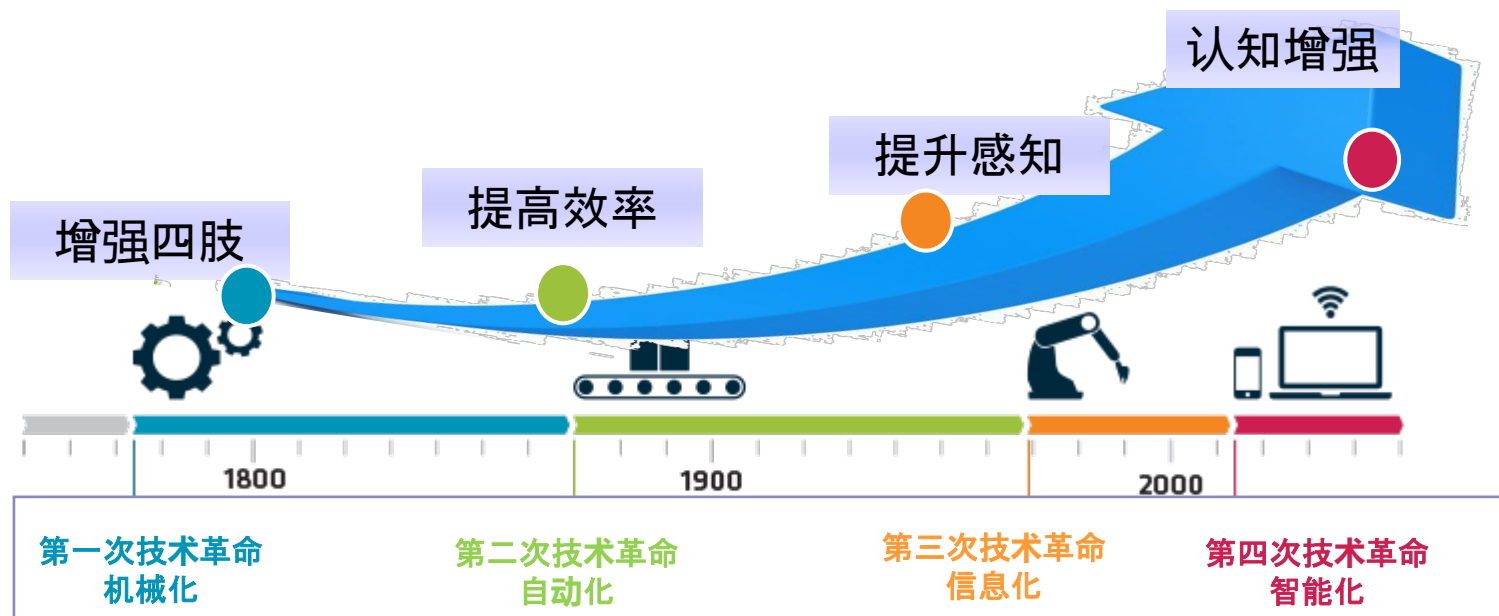 认知增强
提升感知
提高效率
增强四肢
1800
1900
2000
第一次技术革命
机械化
第二次技术革命
自动化
第三次技术革命
信息化
第四次技术革命
智能化